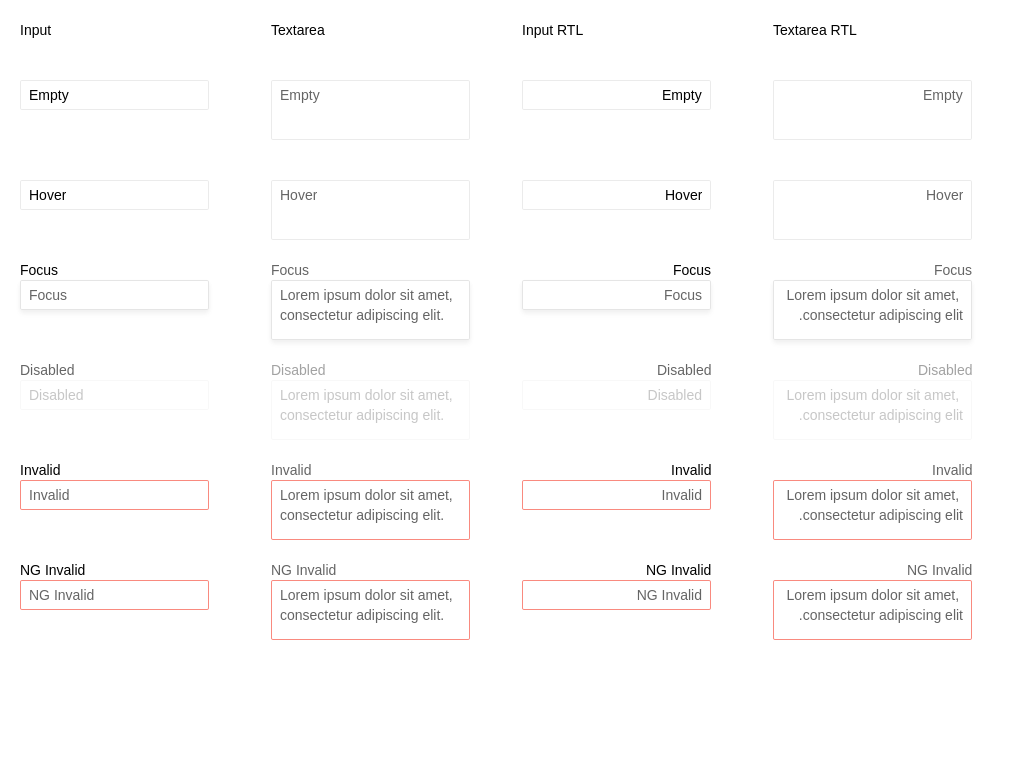 Input Textarea Input RTL Textarea RTL
Empty Empty Empty Empty
Hover Hover Hover Hover
Focus Focus Focus Focus
Focus Lorem ipsum dolor sit amet, Focus Lorem ipsum dolor sit amet,
consectetur adipiscing elit. .consectetur adipiscing elit
Disabled Disabled Disabled Disabled
Disabled Lorem ipsum dolor sit amet, Disabled Lorem ipsum dolor sit amet,
consectetur adipiscing elit. .consectetur adipiscing elit
Invalid Invalid Invalid Invalid
Invalid Lorem ipsum dolor sit amet, Invalid Lorem ipsum dolor sit amet,
consectetur adipiscing elit. .consectetur adipiscing elit
NG Invalid NG Invalid NG Invalid NG Invalid
NG Invalid Lorem ipsum dolor sit amet, NG Invalid Lorem ipsum dolor sit amet,
consectetur adipiscing elit. .consectetur adipiscing elit